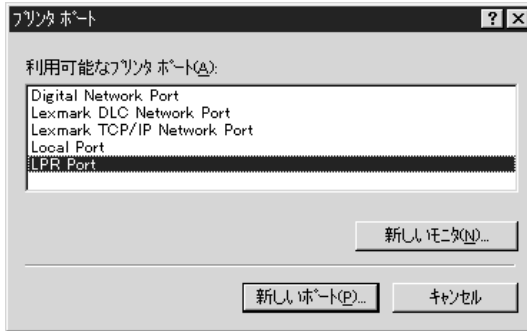 プリンタ ポート
利用可能なプリンタ ポート(A):
Digital Network Port
Lexmark DLC Network Port
Lexmark TCP/IP Network Port
Local Port
LPR Port
新しいモニタ(N)...
新しいポート(P)...
キャンセル